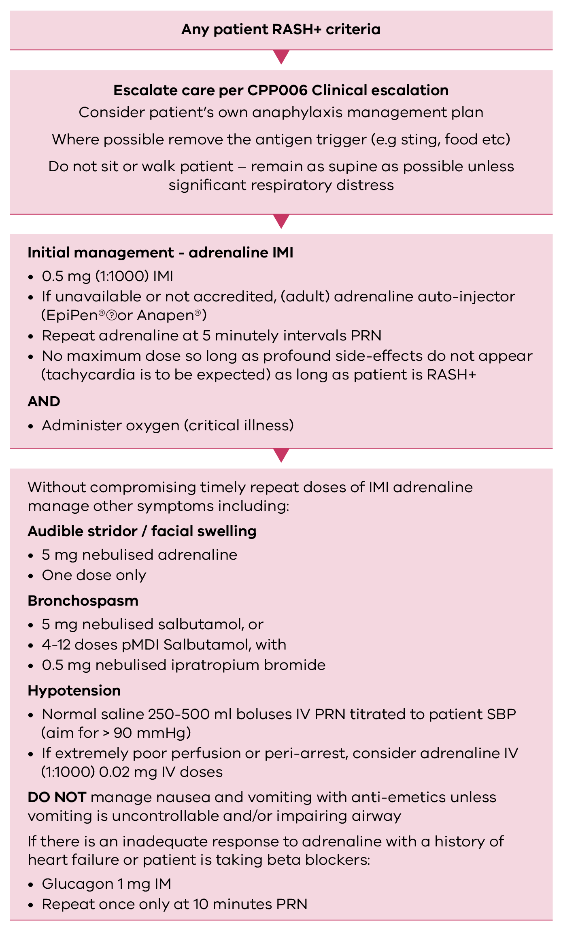 Any patient RASH+ criteria
Escalate care per CPP006 Clinical escalation
Consider patient's own anaphylaxis management plan
Where possible remove the antigen trigger (e.g sting, food etc)
Do not sit or walk patient – remain as supine as possible unless
significant respiratory distress
Initial management - adrenaline IMI
• 0.5 mg (1:1000) IMI
• If unavailable or not accredited, (adult) adrenaline auto-injector
(EpiPen®?or Anapen®)
• Repeat adrenaline at 5 minutely intervals PRN
• No maximum dose so long as profound side-effects do not appear
(tachycardia is to be expected) as long as patient is RASH+
AND
• Administer oxygen (critical illness)
Without compromising timely repeat doses of IMI adrenaline
manage other symptoms including:
Audible stridor / facial swelling
• 5 mg nebulised adrenaline
• One dose only
Bronchospasm
• 5 mg nebulised salbutamol, or
• 4-12 doses pMDI Salbutamol, with
• 0.5 mg nebulised ipratropium bromide
Hypotension
• Normal saline 250-500 ml boluses IV PRN titrated to patient SBP
(aim for > 90 mmHg)
• If extremely poor perfusion or peri-arrest, consider adrenaline IV
(1:1000) 0.02 mg IV doses
DO NOT manage nausea and vomiting with anti-emetics unless
vomiting is uncontrollable and/or impairing airway
If there is an inadequate response to adrenaline with a history of
heart failure or patient is taking beta blockers:
• Glucagon 1 mg IM
• Repeat once only at 10 minutes PRN